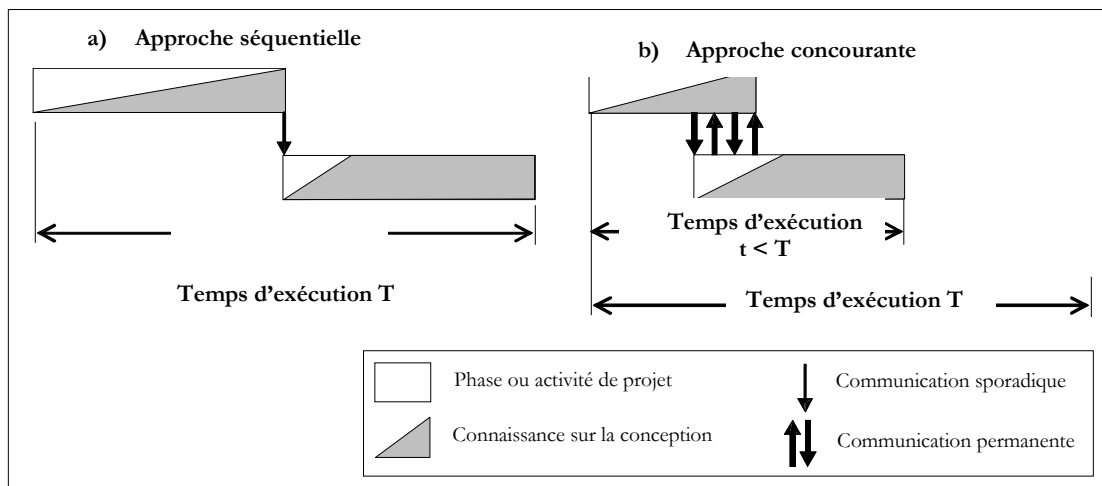 a) Approche séquentielle
Temps d'exécution T
b) Approche concourante
Temps d'exécution
t < T
Temps d'exécution T
Phase ou activité de projet
Connaissance sur la conception
Communication sporadique
Communication permanente